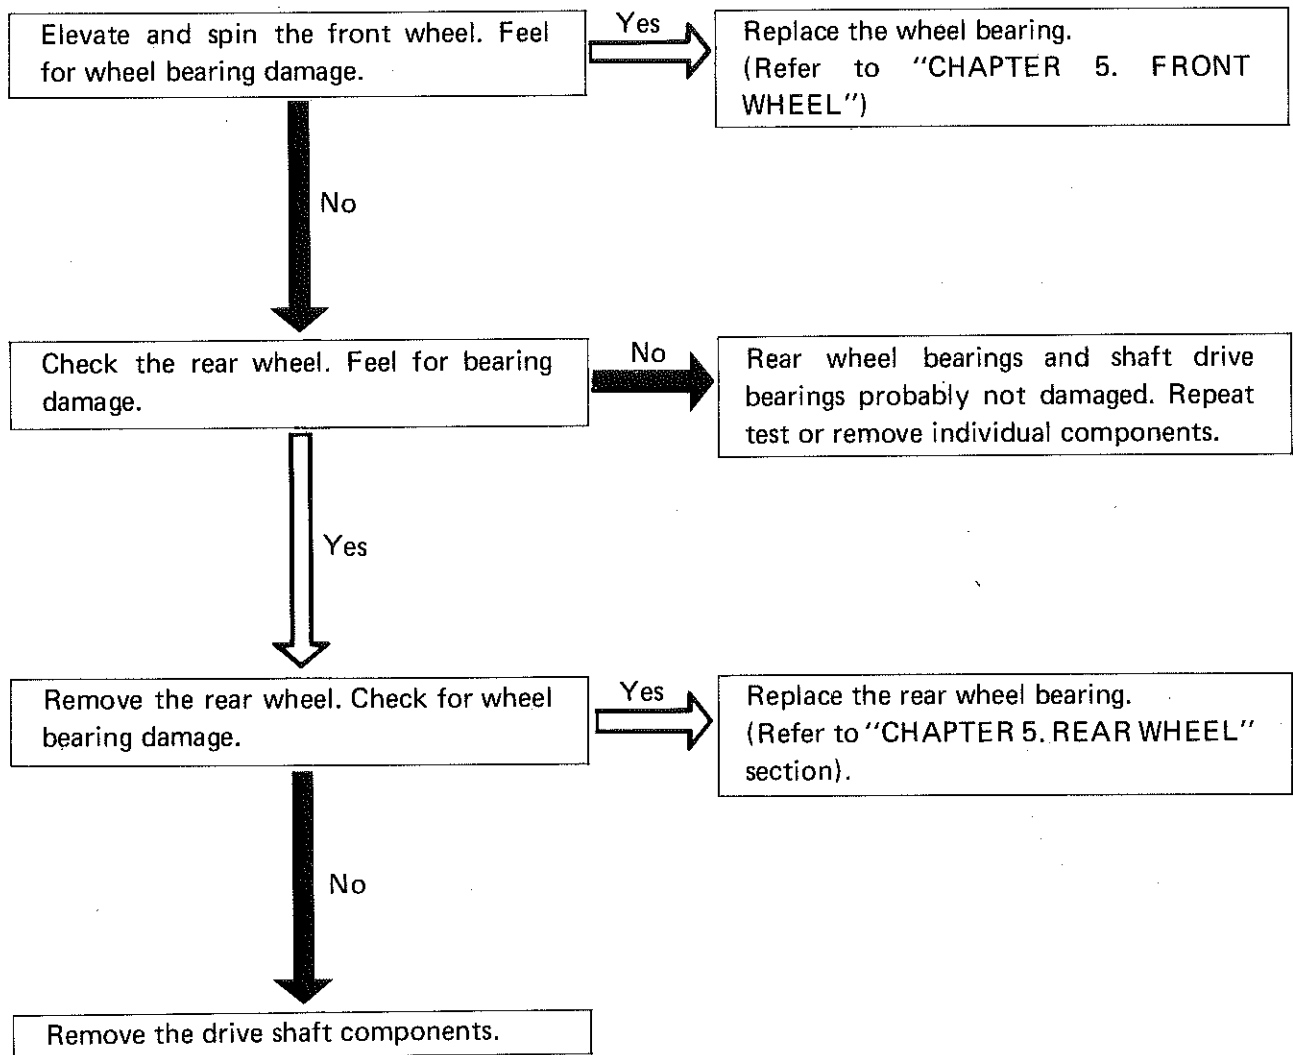 Elevate and spin the front wheel. Feel
for wheel bearing damage.
Yes
Replace the wheel bearing.
(Refer to "CHAPTER 5. FRONT
WHEEL")
No
Check the rear wheel. Feel for bearing
damage.
No
Rear wheel bearings and shaft drive
bearings probably not damaged. Repeat
test or remove individual components.
Yes
Remove the rear wheel. Check for wheel
bearing damage.
Yes
Replace the rear wheel bearing.
(Refer to "CHAPTER 5. REAR WHEEL"
section).
No
Remove the drive shaft components.